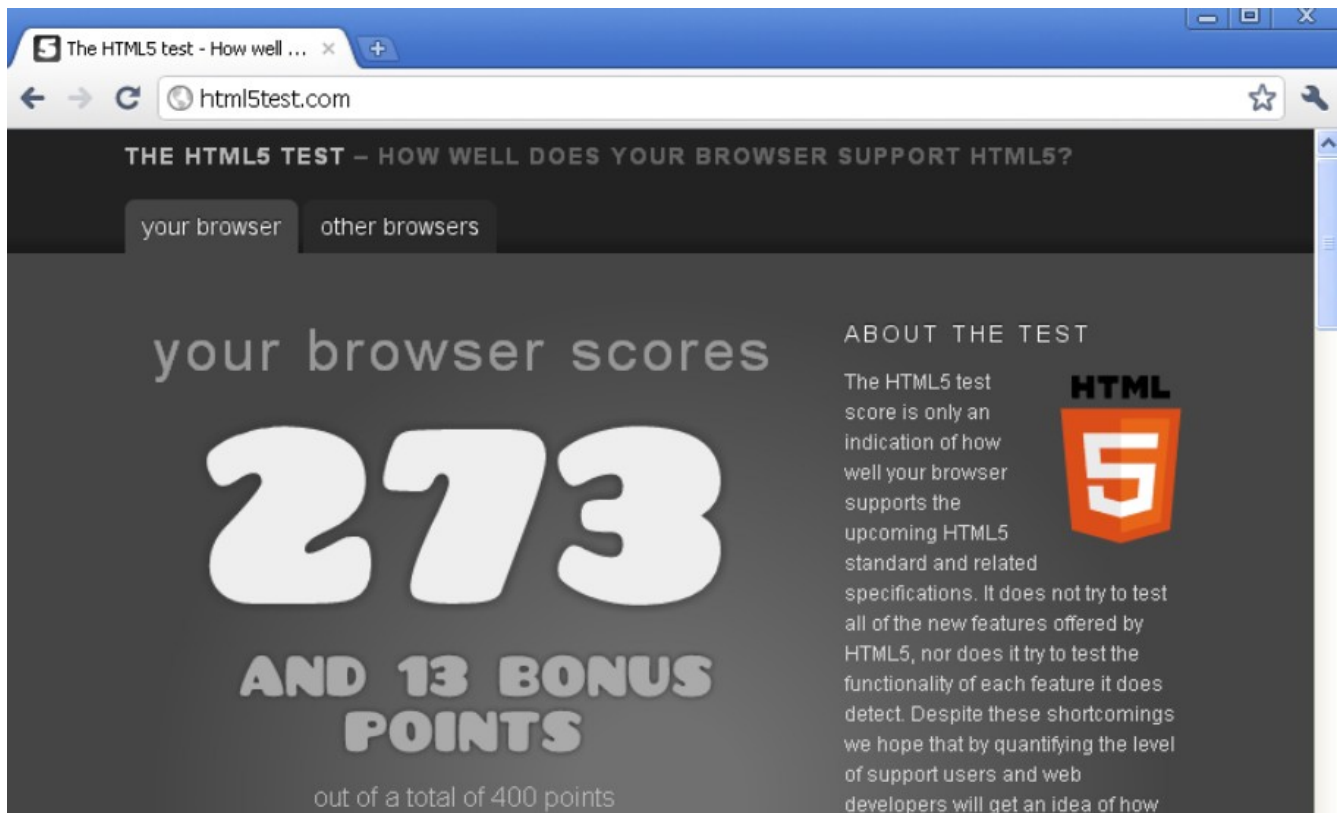 The HTML5 test - How well ...
html5test.com
THE HTML5 TEST – HOW WELL DOES YOUR BROWSER SUPPORT HTML5?
your browser
other browsers
your browser scores
273
AND 13 BONUS
POINTS
out of a total of 400 points
ABOUT THE TEST
HTML
5
The HTML5 test
score is only an
indication of how
well your browser
supports the
upcoming HTML5
standard and related
specifications. It does not try to test
all of the new features offered by
HTML5, nor does it try to test the
functionality of each feature it does
detect. Despite these shortcomings
we hope that by quantifying the level
of support users and web
developers will get an idea of how